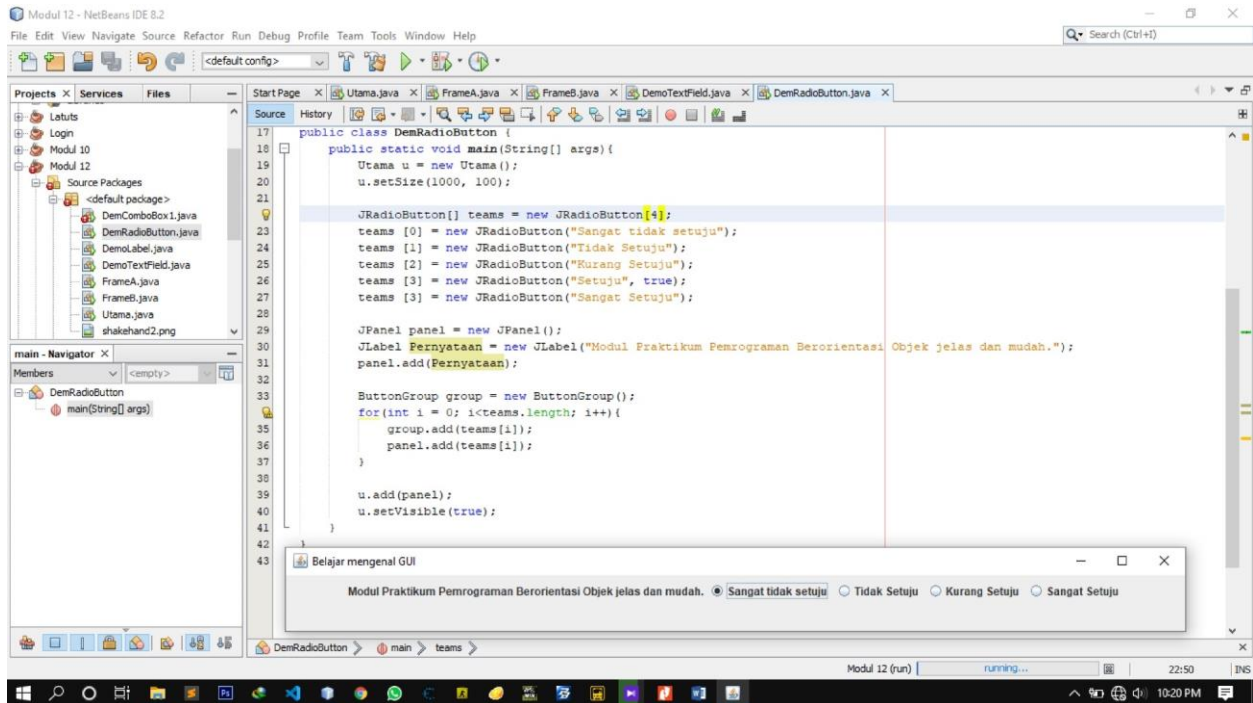 Modul 12 - NetBeans IDE 8.2
File Edit View Navigate Source Refactor Run Debug Profile Team Tools Window Help
Search (Ctrl+I)
<default config>
Projects Services Files
Start Page Utama.java FrameA.java FrameB.java DemoTextField.java DemRadioButton.java
Source History
Latuts
Login
Modul 10
Modul 12
Source Packages
<default package>
DemComboBox1.java
DemRadioButton.java
DemoLabel.java
DemoTextField.java
FrameA.java
FrameB.java
Utama.java
shakehand2.png
main - Navigator
Members <empty>
DemRadioButton
main(String[] args)
17 public class DemRadioButton {
18 public static void main(String[] args){
19 Utama u = new Utama();
20 u.setSize(1000, 100);
21
JRadioButton[] teams = new JRadioButton[4];
23 teams [0] = new JRadioButton("Sangat tidak setuju");
24 teams [1] = new JRadioButton("Tidak Setuju");
25 teams [2] = new JRadioButton("Kurang Setuju");
26 teams [3] = new JRadioButton("Setuju", true);
27 teams [3] = new JRadioButton("Sangat Setuju");
28
29 JPanel panel = new JPanel();
30 JLabel Pernyataan = new JLabel("Modul Praktikum Pemrograman Berorientasi Objek jelas dan mudah.");
31 panel.add(Pernyataan);
32
33 ButtonGroup group = new ButtonGroup();
for(int i = 0; i<teams.length; i++){
35 group.add(teams[i]);
36 panel.add(teams[i]);
37 }
38
39 u.add(panel);
40 u.setVisible(true);
41 }
42 }
43
Belajar mengenal GUI
Modul Praktikum Pemrograman Berorientasi Objek jelas dan mudah. Sangat tidak setuju Tidak Setuju Kurang Setuju Sangat Setuju
DemRadioButton main teams
Modul 12 (run) running... 22:50 INS
10:20 PM